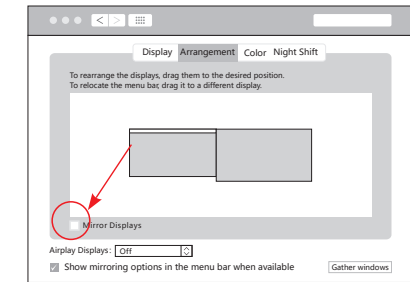 Display Arrangement Color Night Shift
To rearrange the displays, drag them to the desired position.
To relocate the menu bar, drag it to a different display.
Mirror Displays
Airplay Displays: Off
Show mirroring options in the menu bar when available
Gather windows